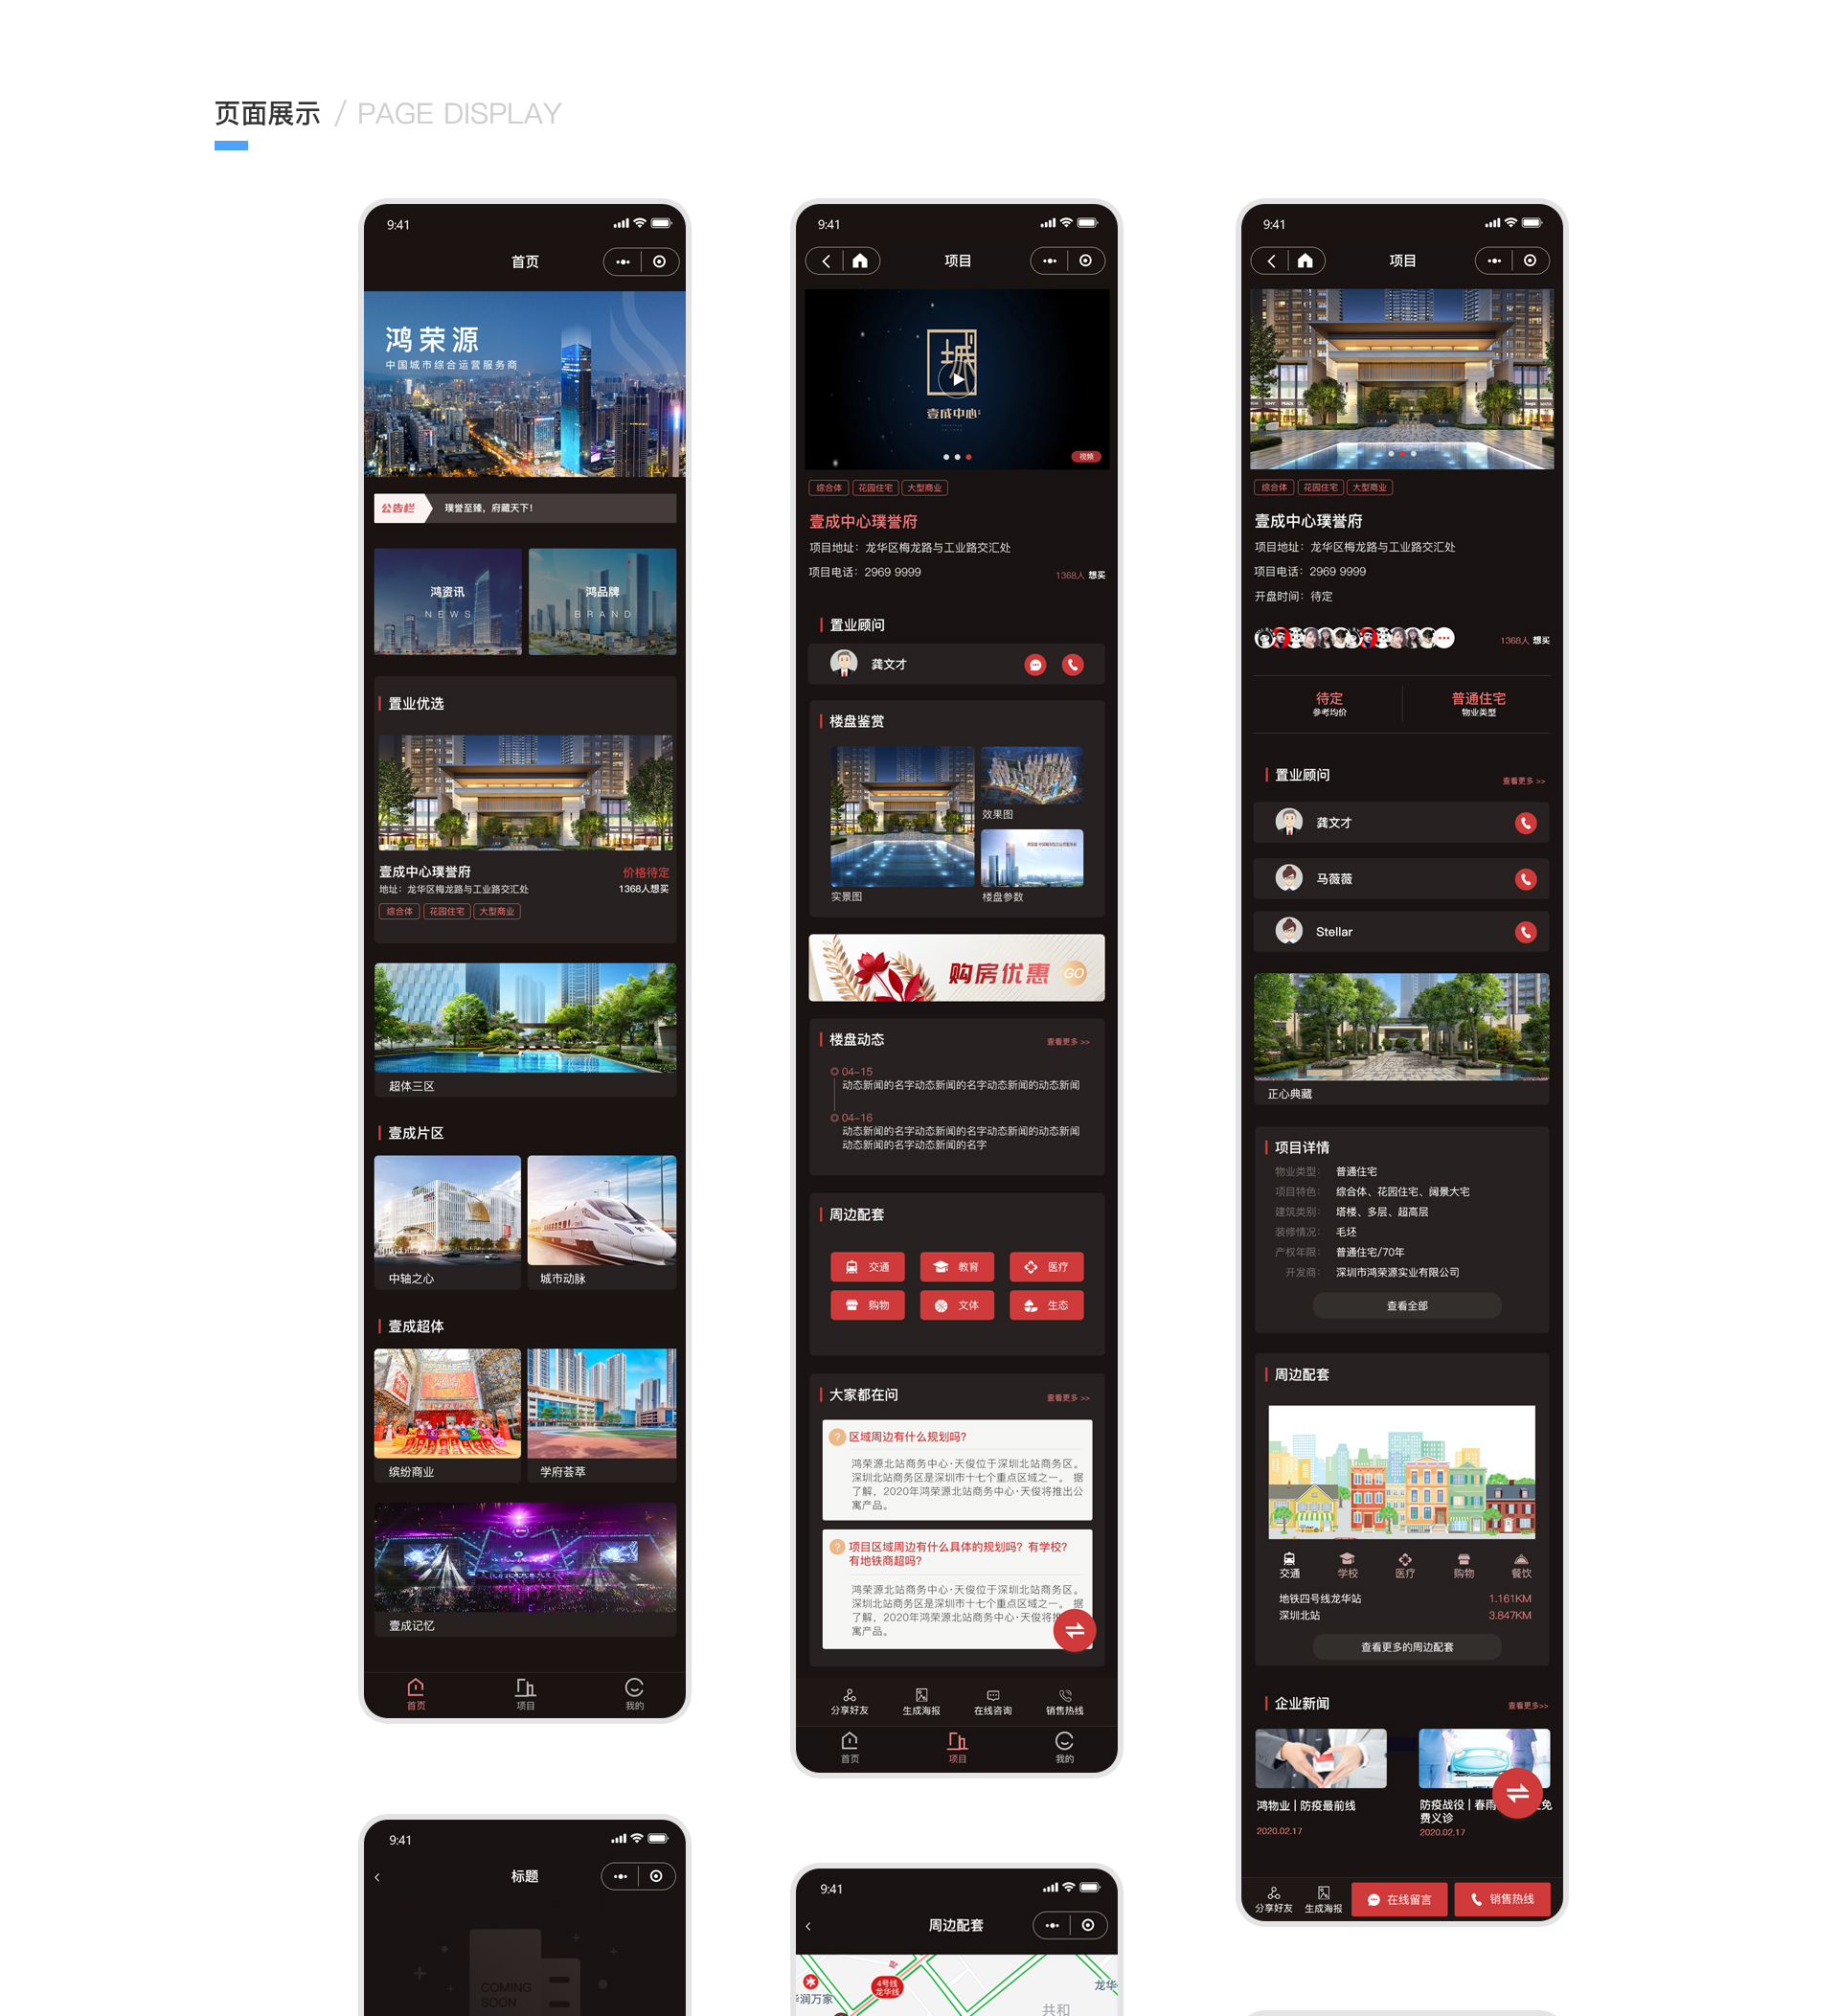 页面展示 / PAGE DISPLAY
9:41
首页
鸿荣源
中国城市综合运营服务商
公告栏
璞誉至臻，府藏天下！
鸿资讯
NEWS
鸿品牌
BRAND
置业优选
壹成中心璞誉府
价格待定
地址：龙华区梅龙路与工业路交汇处
1368人想买
综合体
花园住宅
大型商业
超体三区
壹成片区
中轴之心
城市动脉
壹成超体
缤纷商业
学府荟萃
壹成记忆
首页
项目
我的
9:41
项目
城
壹成中心
视频
综合体
花园住宅
大型商业
壹成中心璞誉府
项目地址：龙华区梅龙路与工业路交汇处
项目电话：2969 9999
1368人 想买
置业顾问
龚文才
楼盘鉴赏
效果图
实景图
楼盘参数
购房优惠 GO
楼盘动态
查看更多 >>
04-15
动态新闻的名字动态新闻的名字动态新闻的动态新闻
04-16
动态新闻的名字动态新闻的名字动态新闻的动态新闻
动态新闻的名字动态新闻的名字
周边配套
交通
教育
医疗
购物
文体
生态
大家都在问
查看更多 >>
? 区域周边有什么规划吗?
鸿荣源北站商务中心·天俊位于深圳北站商务区。
深圳北站商务区是深圳市十七个重点区域之一。 据
了解，2020年鸿荣源北站商务中心·天俊将推出公
寓产品。
? 项目区域周边有什么具体的规划吗? 有学校?
有地铁商超吗?
鸿荣源北站商务中心·天俊位于深圳北站商务区。
深圳北站商务区是深圳市十七个重点区域之一。 据
了解，2020年鸿荣源北站商务中心·天俊将
寓产品。
分享好友
生成海报
在线咨询
销售热线
首页
项目
我的
9:41
项目
综合体
花园住宅
大型商业
壹成中心璞誉府
项目地址：龙华区梅龙路与工业路交汇处
项目电话：2969 9999
开盘时间：待定
1368人 想买
待定
参考均价
普通住宅
物业类型
置业顾问
查看更多 >>
龚文才
马薇薇
Stellar
正心典藏
项目详情
物业类型： 普通住宅
项目特色： 综合体、花园住宅、阔景大宅
建筑类别： 塔楼、多层、超高层
装修情况： 毛坯
产权年限： 普通住宅/70年
开发商： 深圳市鸿荣源实业有限公司
查看全部
周边配套
交通
学校
医疗
购物
餐饮
地铁四号线龙华站
1.161KM
深圳北站
3.847KM
查看更多的周边配套
企业新闻
查看更多>>
鸿物业 | 防疫最前线
2020.02.17
防疫战役 | 春雨
免
费义诊
2020.02.17
分享好友
生成海报
在线留言
销售热线
9:41
标题
COMING
SOON
9:41
周边配套
4号线
龙华线
龙华
润万家
共和